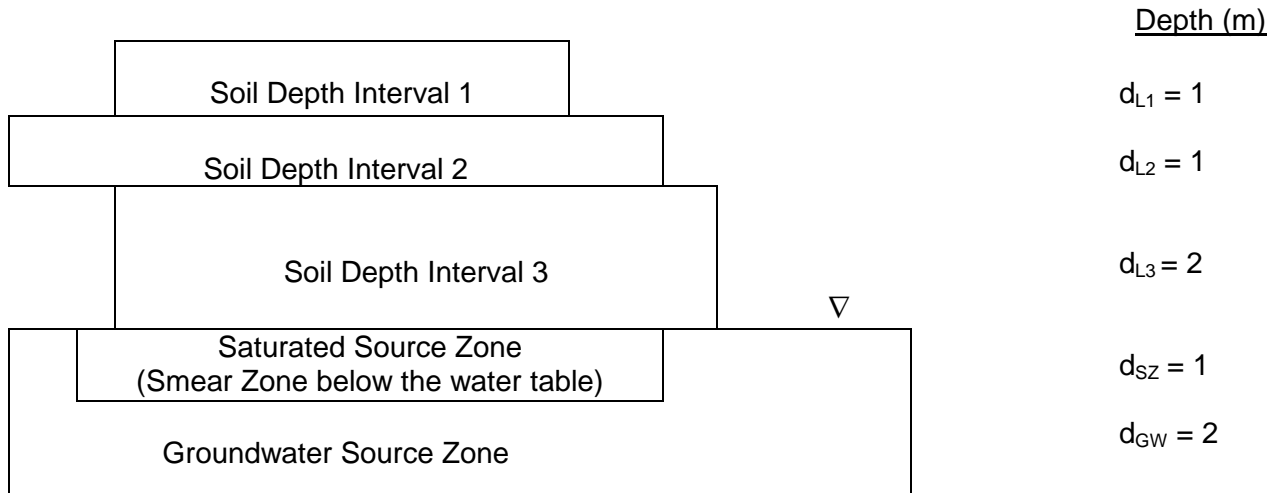 Depth (m)
Soil Depth Interval 1
d_L1 = 1
Soil Depth Interval 2
d_L2 = 1
Soil Depth Interval 3
d_L3 = 2
∇
Saturated Source Zone
(Smear Zone below the water table)
d_SZ = 1
Groundwater Source Zone
d_GW = 2